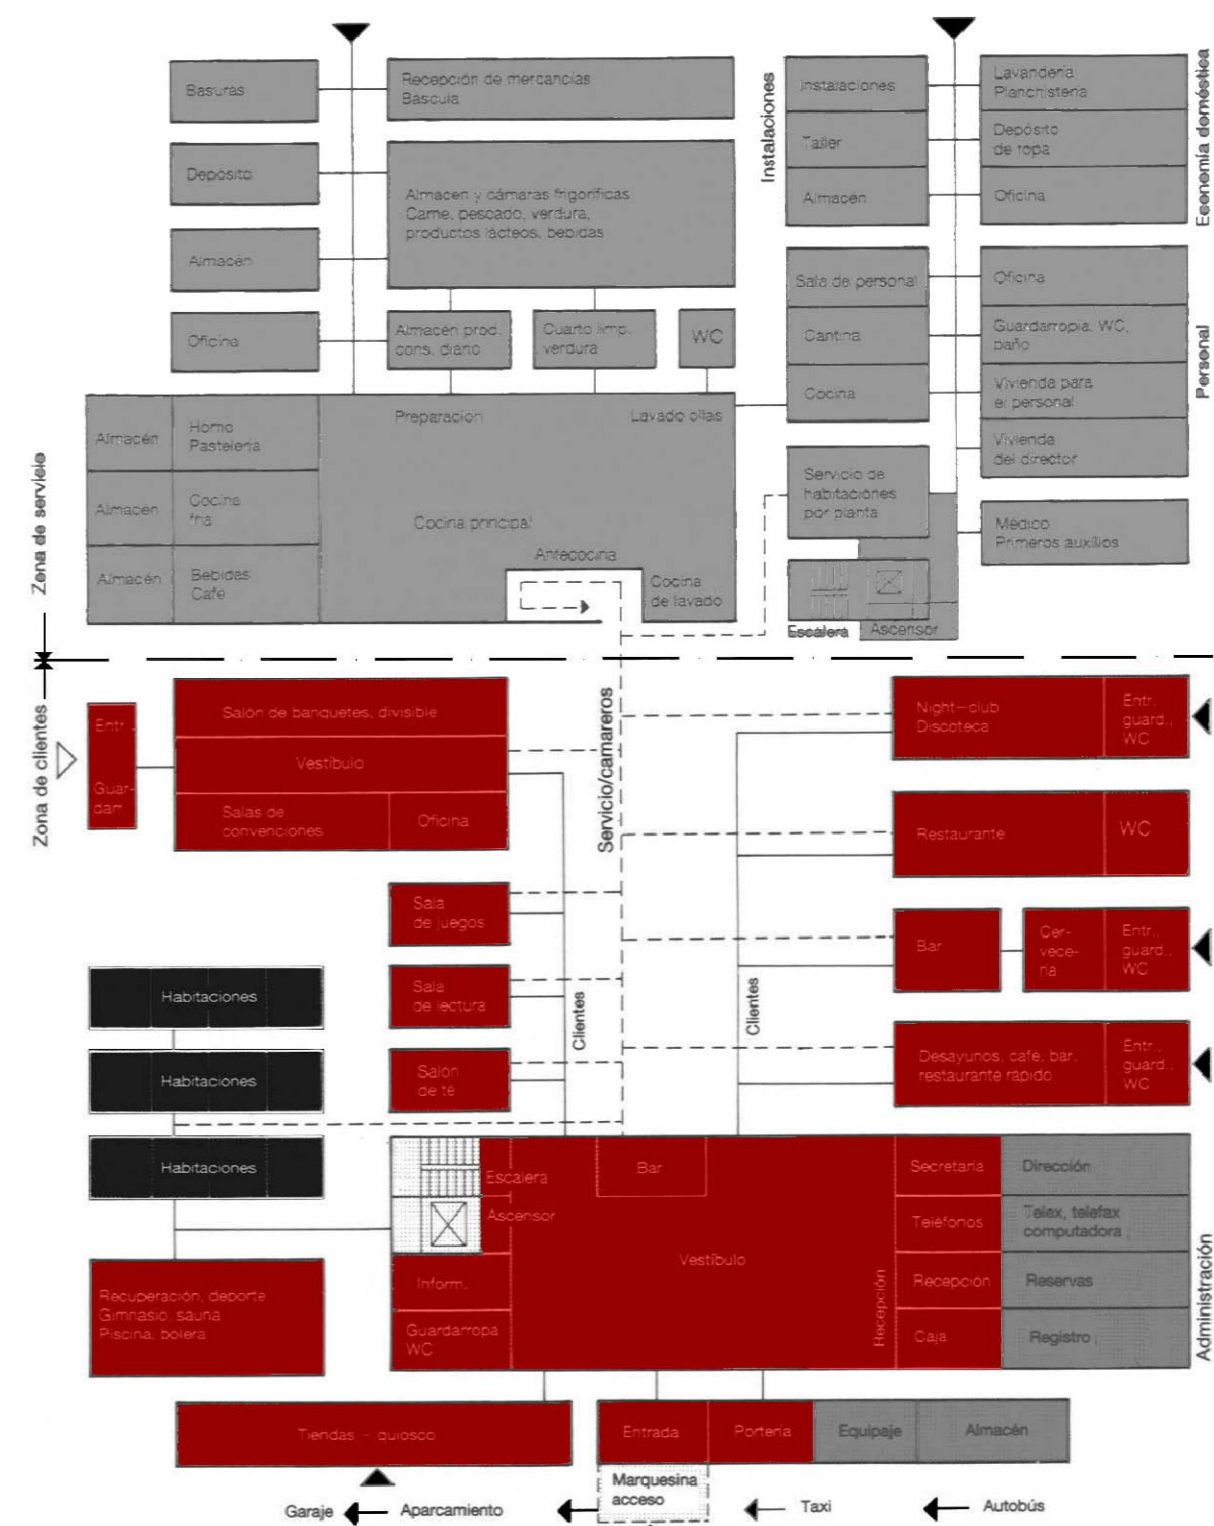 Basuras
Recepción de mercancías
Báscula
Depósito
Almacén y cámaras frigoríficas
Carne, pescado, verdura,
productos lácteos, bebidas
Almacén
Oficina
Almacén prod.
cons. diario
Cuarto limp.
verdura
WC
Instalaciones
Instalaciones
Taller
Almacén
Lavandería
Planchistería
Depósito
de ropa
Oficina
Economía doméstica
Sala de personal
Cantina
Cocina
Oficina
Guardarropía, WC,
baño
Vivienda para
el personal
Vivienda
del director
Personal
Almacén
Horno
Pastelería
Almacén
Cocina
fría
Almacén
Bebidas
Café
Preparación
Lavado ollas
Cocina principal
Antecocina
Cocina
de lavado
Servicio de
habitaciones
por planta
Médico
Primeros auxilios
Escalera
Ascensor
Zona de servicio
Zona de clientes
Entr.,
Guar-
darr.
Salón de banquetes, divisible
Vestíbulo
Salas de
convenciones
Oficina
Servicio/camareros
Night-club
Discoteca
Entr.
guard.,
WC
Restaurante
WC
Sala
de juegos
Bar
Cer-
vece-
ría
Entr.,
guard.,
WC
Habitaciones
Sala
de lectura
Clientes
Clientes
Habitaciones
Salón
de té
Desayunos, café, bar,
restaurante rápido
Entr.,
guard.,
WC
Habitaciones
Escalera
Ascensor
Bar
Vestíbulo
Inform.
Guardarropa
WC
Recepción
Secretaría
Teléfonos
Recepción
Caja
Dirección
Telex, telefax
computadora
Reservas
Registro
Administración
Recuperación, deporte
Gimnasio, sauna
Piscina, bolera
Tiendas - quiosco
Entrada
Portería
Equipaje
Almacén
Marquesina
acceso
Garaje
Aparcamiento
Taxi
Autobús